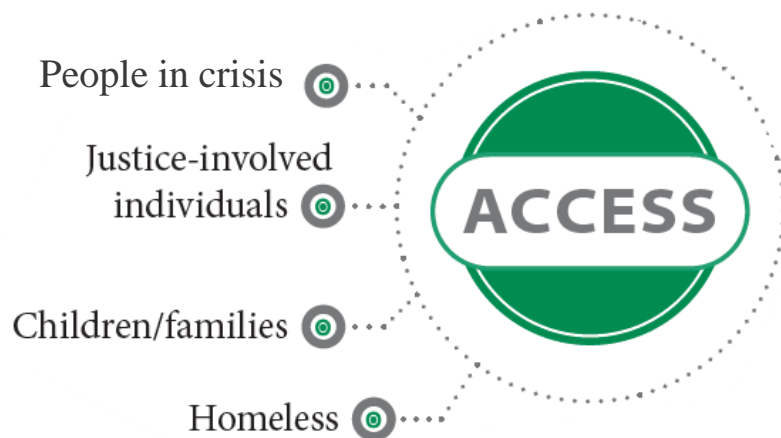 People in crisis
Justice-involved
individuals
Children/families
Homeless
ACCESS